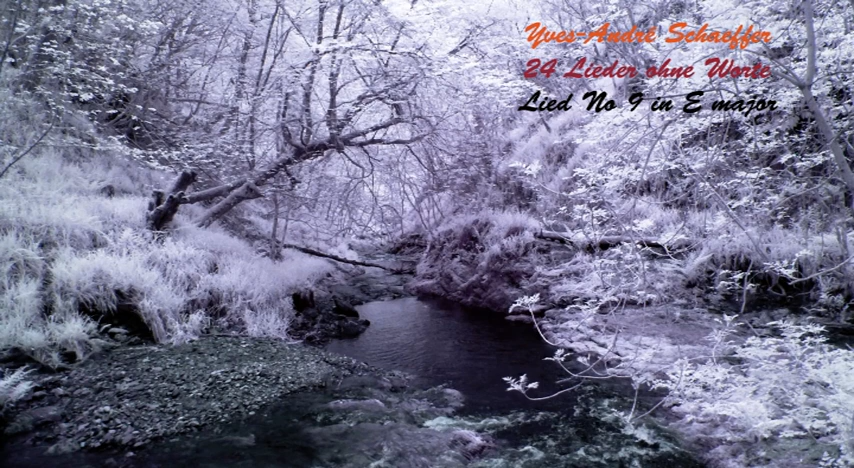 Yves-André Schaeffer
24 Lieder ohne Worte
Lied No 9 in E major